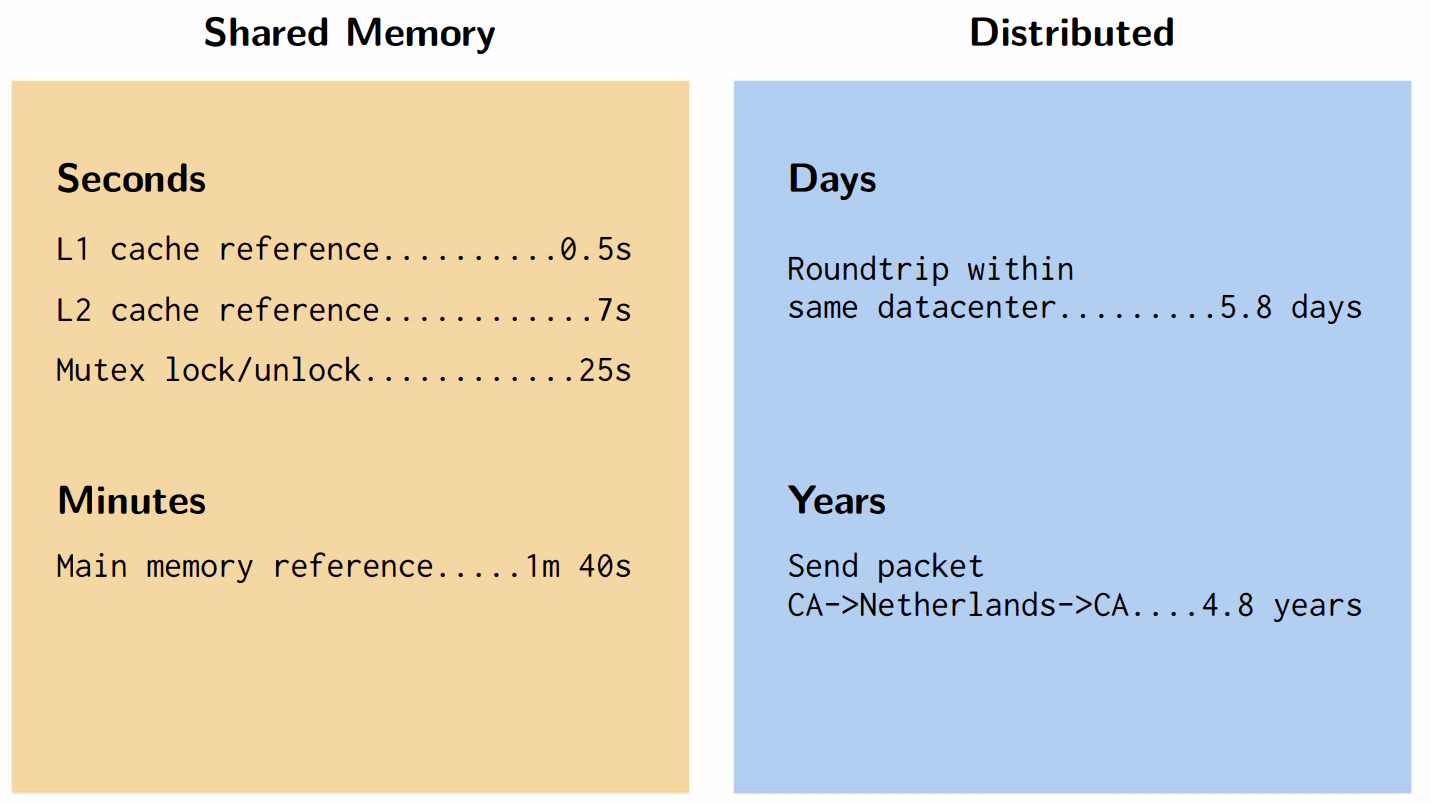 Shared Memory
Seconds
L1 cache reference..........0.5s
L2 cache reference............7s
Mutex lock/unlock............25s
Minutes
Main memory reference.....1m 40s
Distributed
Days
Roundtrip within
same datacenter.........5.8 days
Years
Send packet
CA->Netherlands->CA....4.8 years